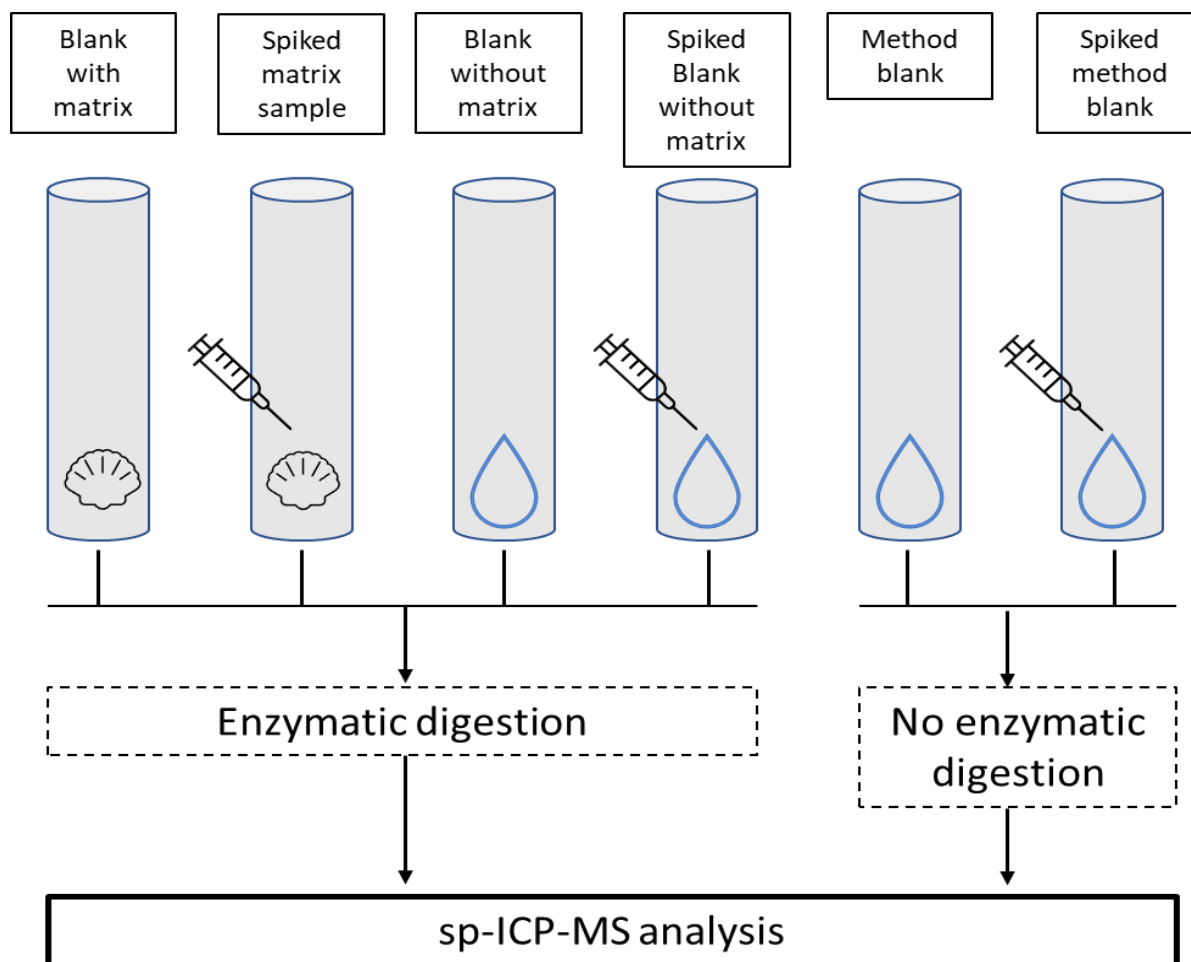 Blank
with
matrix
Spiked
matrix
sample
Blank
without
matrix
Spiked
Blank
without
matrix
Method
blank
Spiked
method
blank
Enzymatic digestion
No enzymatic
digestion
sp-ICP-MS analysis